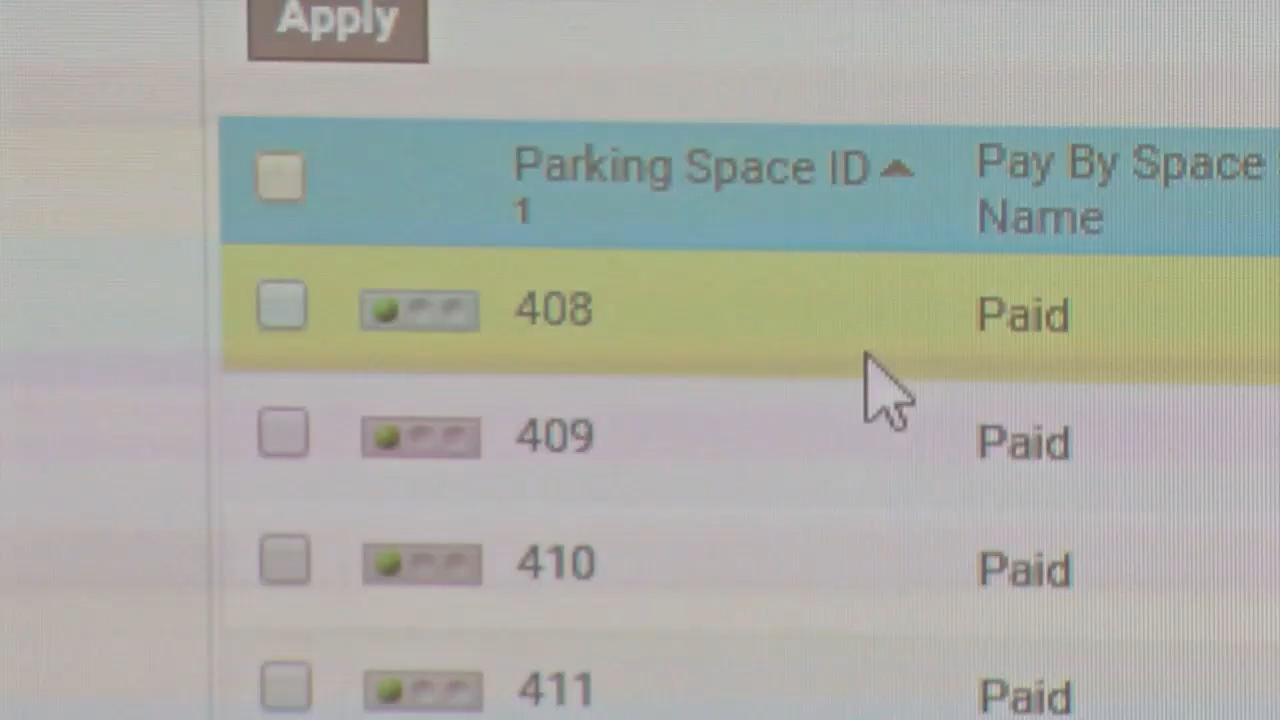 Apply
Parking Space ID
1
Pay By Space
Name
408
Paid
409
Paid
410
Paid
411
Paid